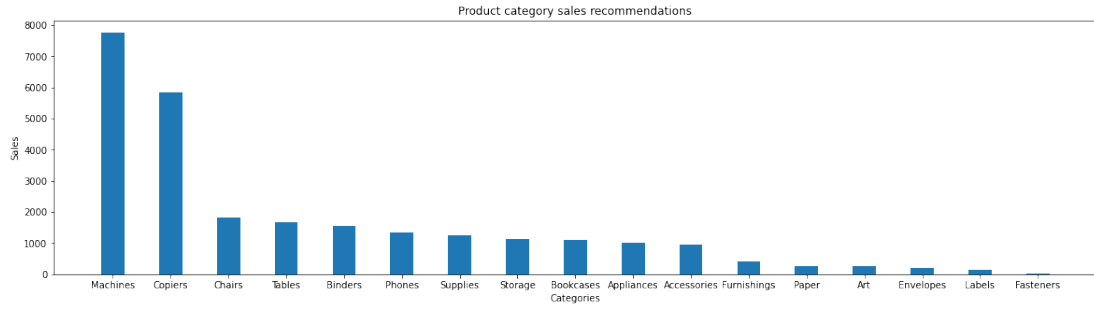 Product category sales recommendations
8000
7000
6000
5000
4000
3000
2000
1000
0
Sales
Machines Copiers Chairs Tables Binders Phones Supplies Storage Bookcases Appliances Accessories Furnishings Paper Art Envelopes Labels Fasteners
Categories